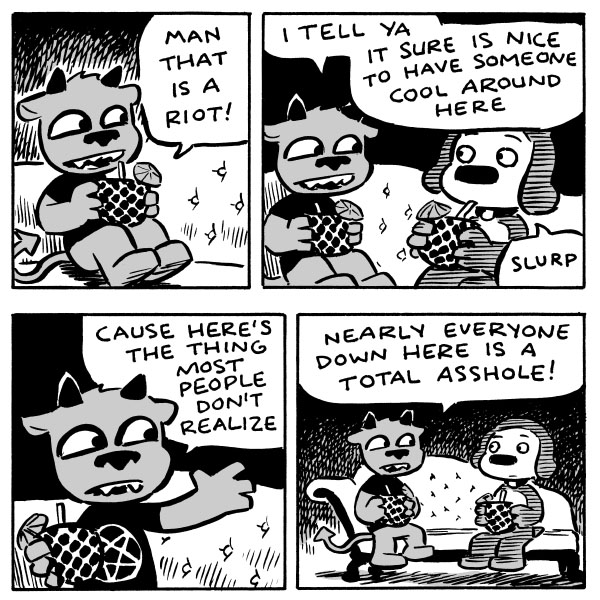 MAN
THAT
IS A
RIOT!
I TELL YA
IT SURE IS NICE
TO HAVE SOMEONE
COOL AROUND
HERE
SLURP
CAUSE HERE'S
THE THING
MOST
PEOPLE
DON'T
REALIZE
NEARLY EVERYONE
DOWN HERE IS A
TOTAL ASSHOLE!